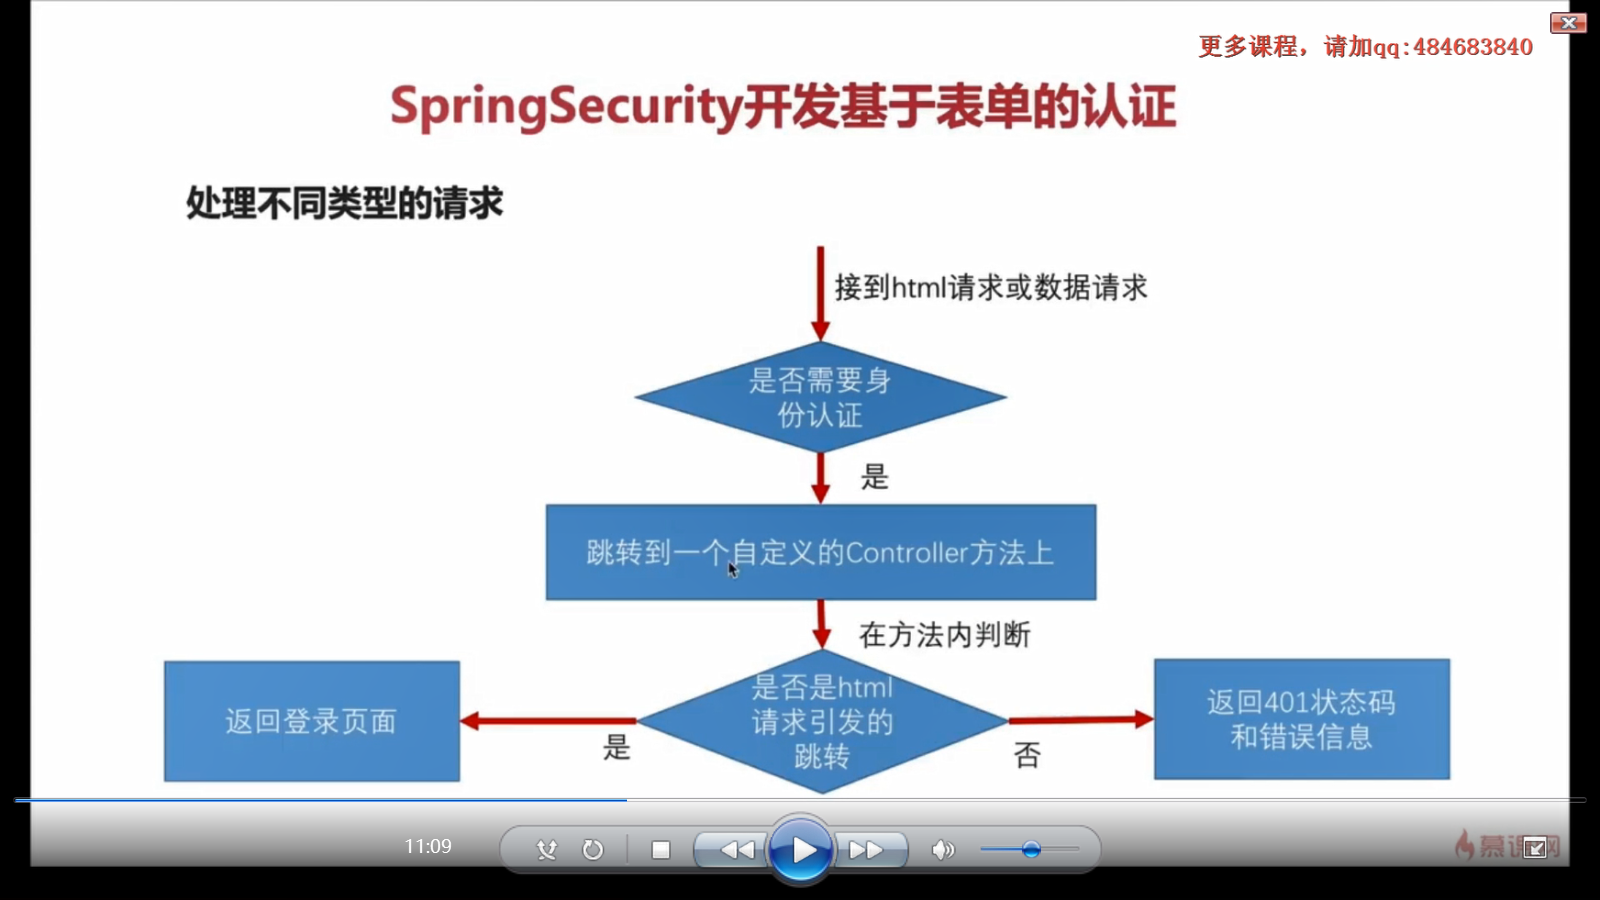 更多课程，请加qq:484683840
SpringSecurity开发基于表单的认证
处理不同类型的请求
接到html请求或数据请求
是否需要身
份认证
是
跳转到一个自定义的Controller方法上
在方法内判断
是否是html
请求引发的
跳转
返回登录页面
是
否
返回401状态码
和错误信息
11:09
慕课网